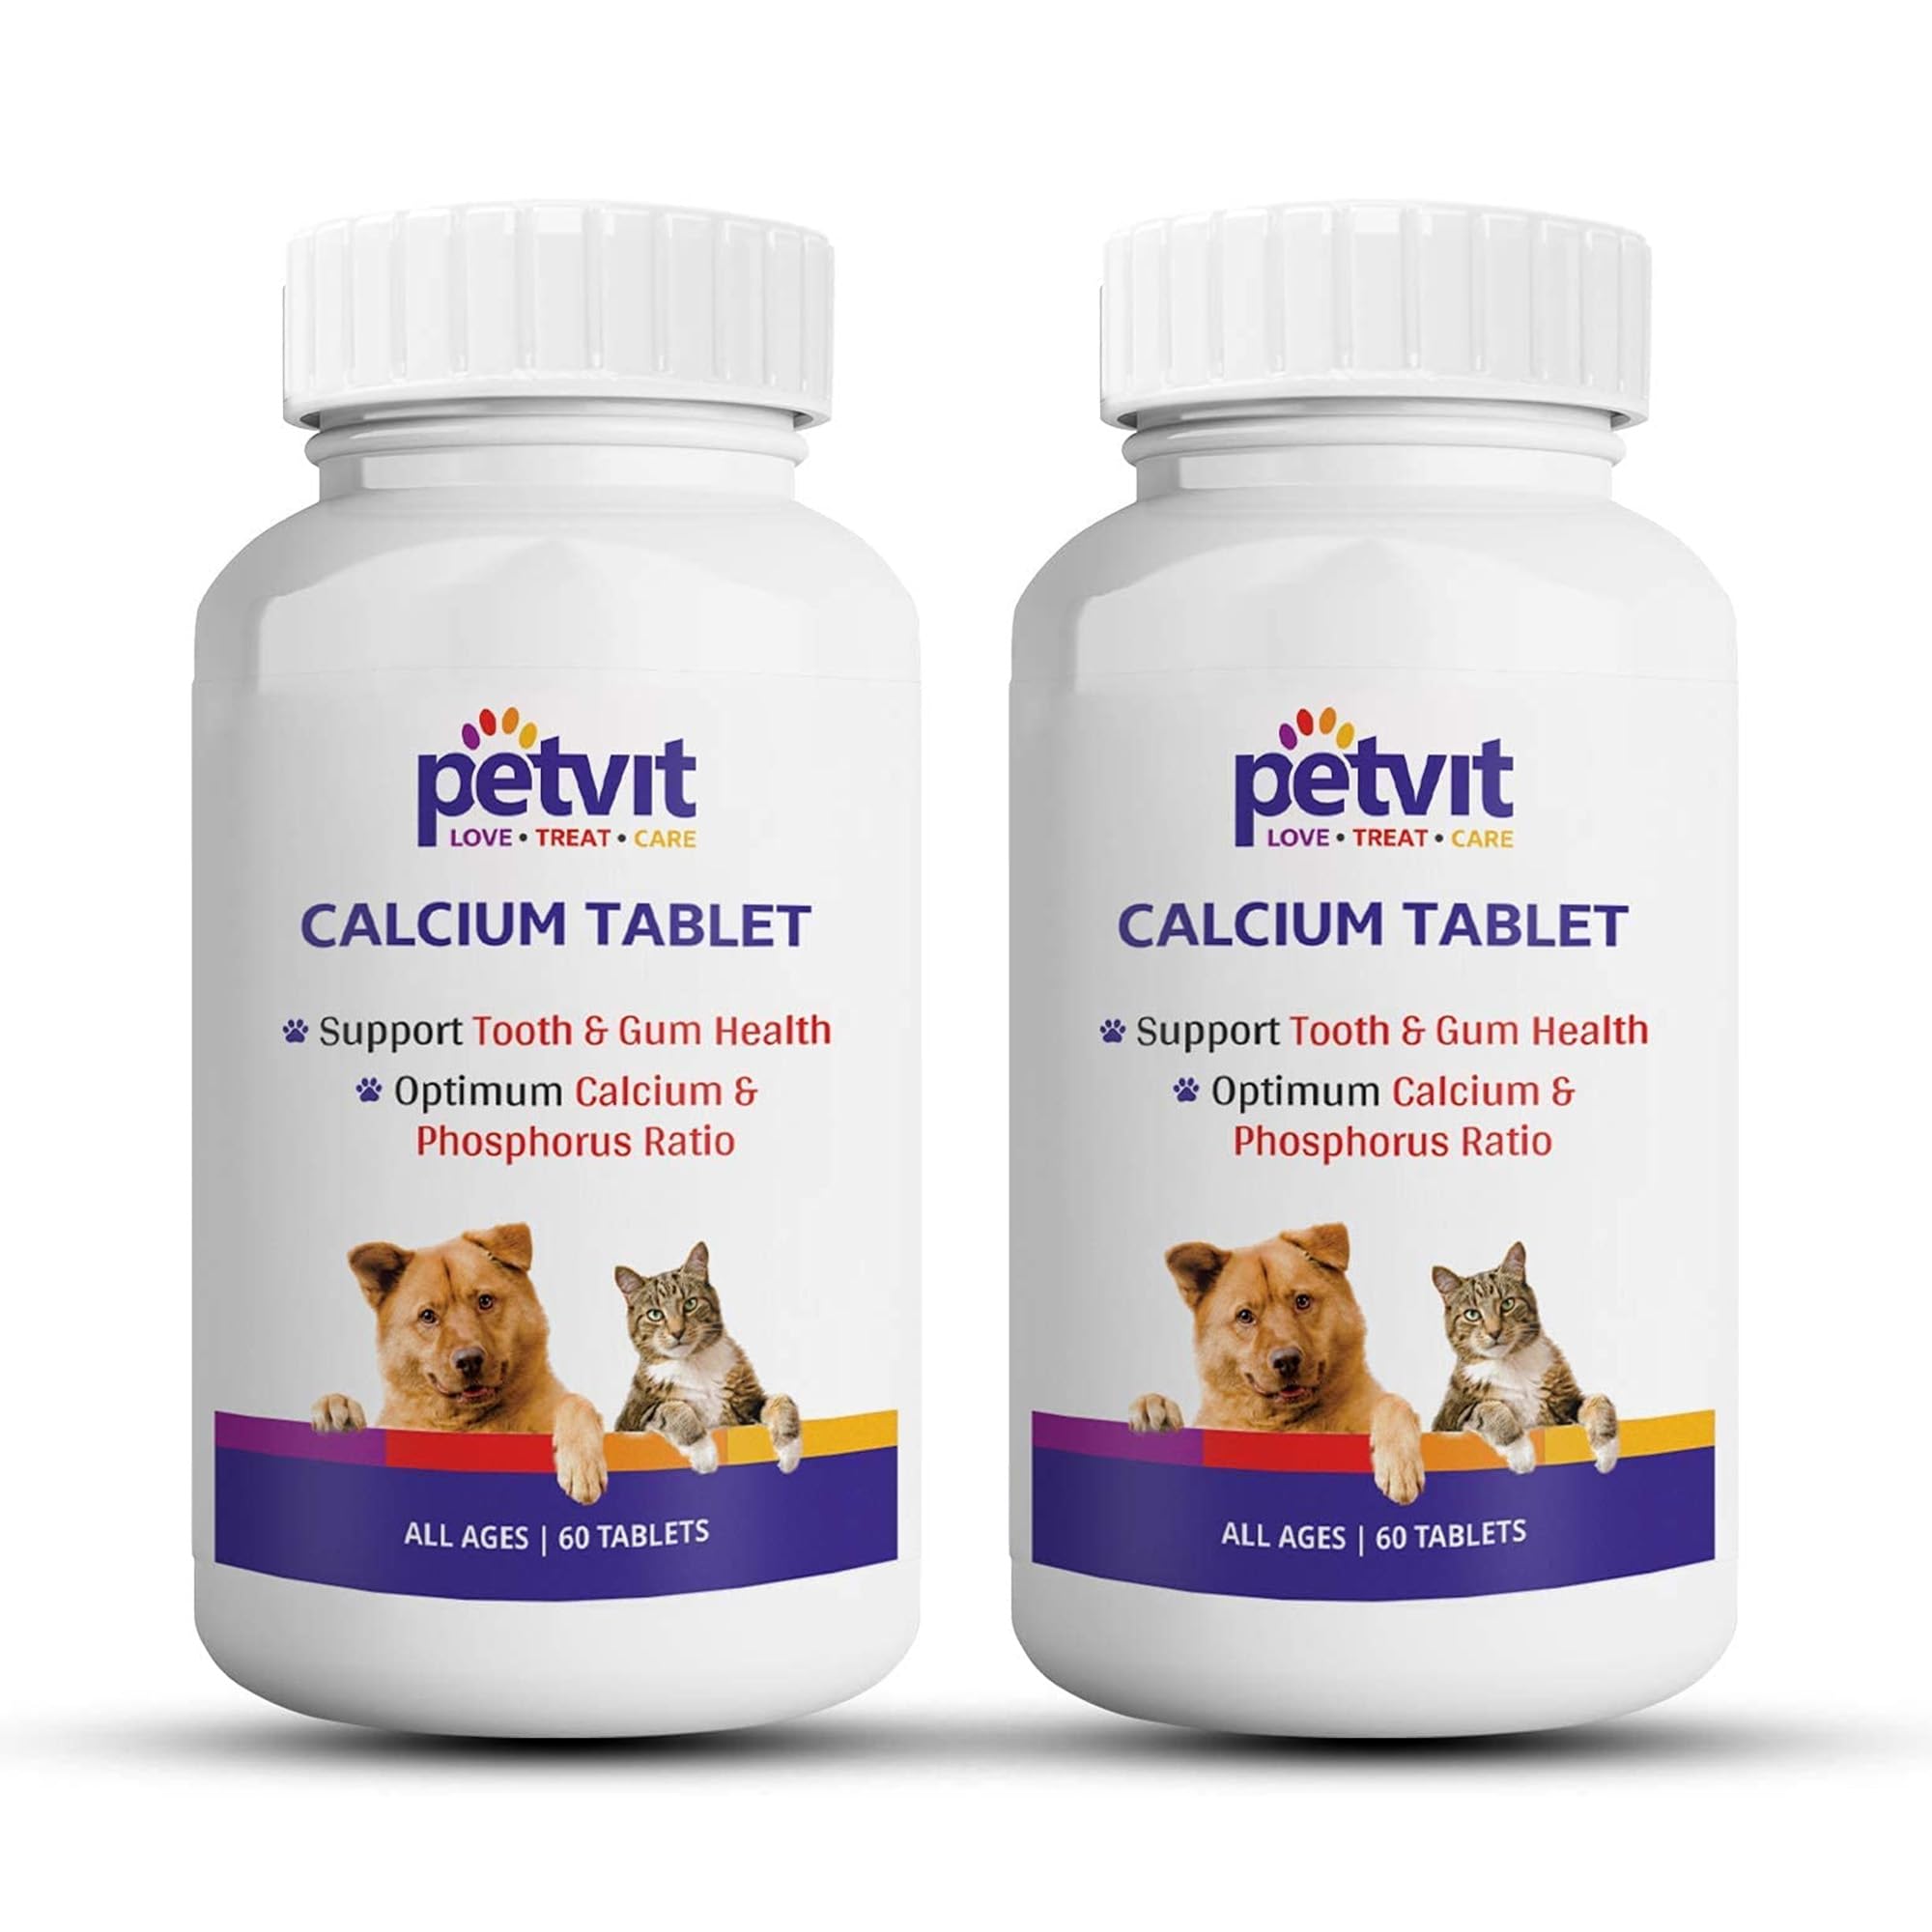 petvit
LOVE • TREAT • CARE
CALCIUM TABLET
Support Tooth & Gum Health
Optimum Calcium &
Phosphorus Ratio
ALL AGES | 60 TABLETS
petvit
LOVE • TREAT • CARE
CALCIUM TABLET
Support Tooth & Gum Health
Optimum Calcium &
Phosphorus Ratio
ALL AGES | 60 TABLETS